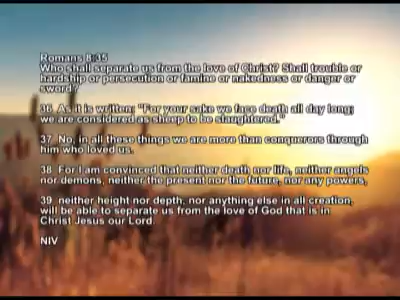 Romans 8:35
Who shall separate us from the love of Christ? Shall trouble or
hardship or persecution or famine or nakedness or danger or
sword?
36  As it is written: "For your sake we face death all day long;
we are considered as sheep to be slaughtered."
37  No, in all these things we are more than conquerors through
him who loved us.
38  For I am convinced that neither death nor life, neither angels
nor demons, neither the present nor the future, nor any powers,
39  neither height nor depth, nor anything else in all creation,
will be able to separate us from the love of God that is in
Christ Jesus our Lord.
NIV